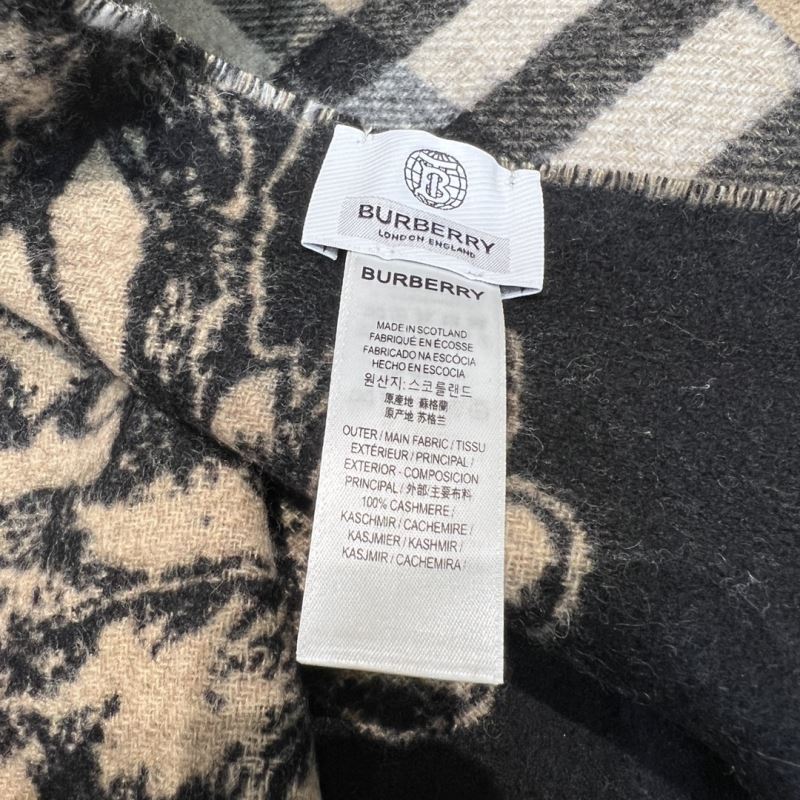 BURBERRY
LONDON ENGLAND
BURBERRY
MADE IN SCOTLAND
FABRIQUÉ EN ÉCOSSE
FABRICADO NA ESCÓCIA
HECHO EN ESCOCIA
원산지: 스코틀랜드
原產地 蘇格蘭
原产地 苏格兰
OUTER / MAIN FABRIC / TISSU
EXTÉRIEUR / PRINCIPAL /
EXTERIOR - COMPOSICION
PRINCIPAL / 外部/主要布料
100% CASHMERE /
KASCHMIR / CACHEMIRE /
KASJMIER / KASHMIR /
KASJMIR / CACHEMIRA /